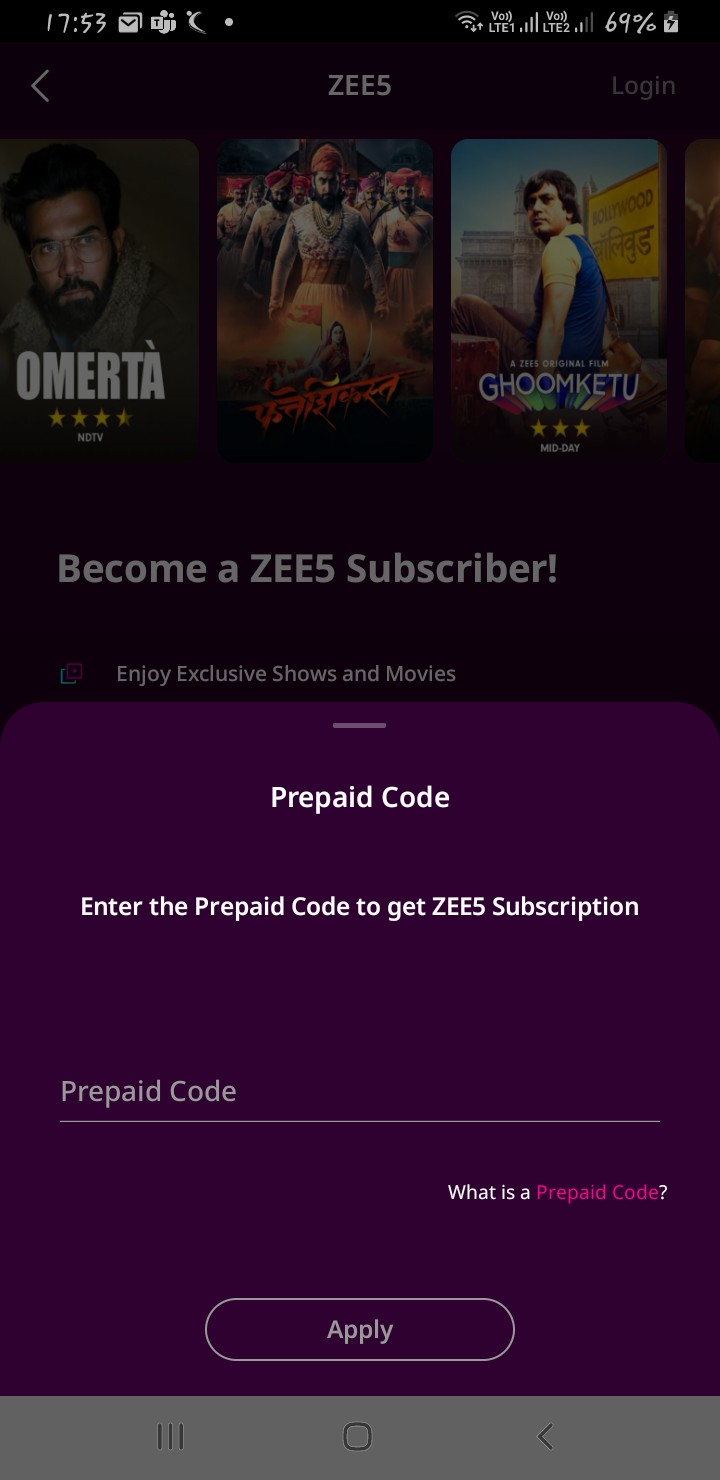 17:53
Vo)) LTE1 Vo)) LTE2 69%
ZEE5
Login
OMERTÀ
NDTV
फत्तेशिकस्त
BOLLYWOOD
बॉलिवुड
A ZEE5 ORIGINAL FILM
GHOOMKETU
MID-DAY
Become a ZEE5 Subscriber!
Enjoy Exclusive Shows and Movies
Prepaid Code
Enter the Prepaid Code to get ZEE5 Subscription
Prepaid Code
What is a Prepaid Code?
Apply